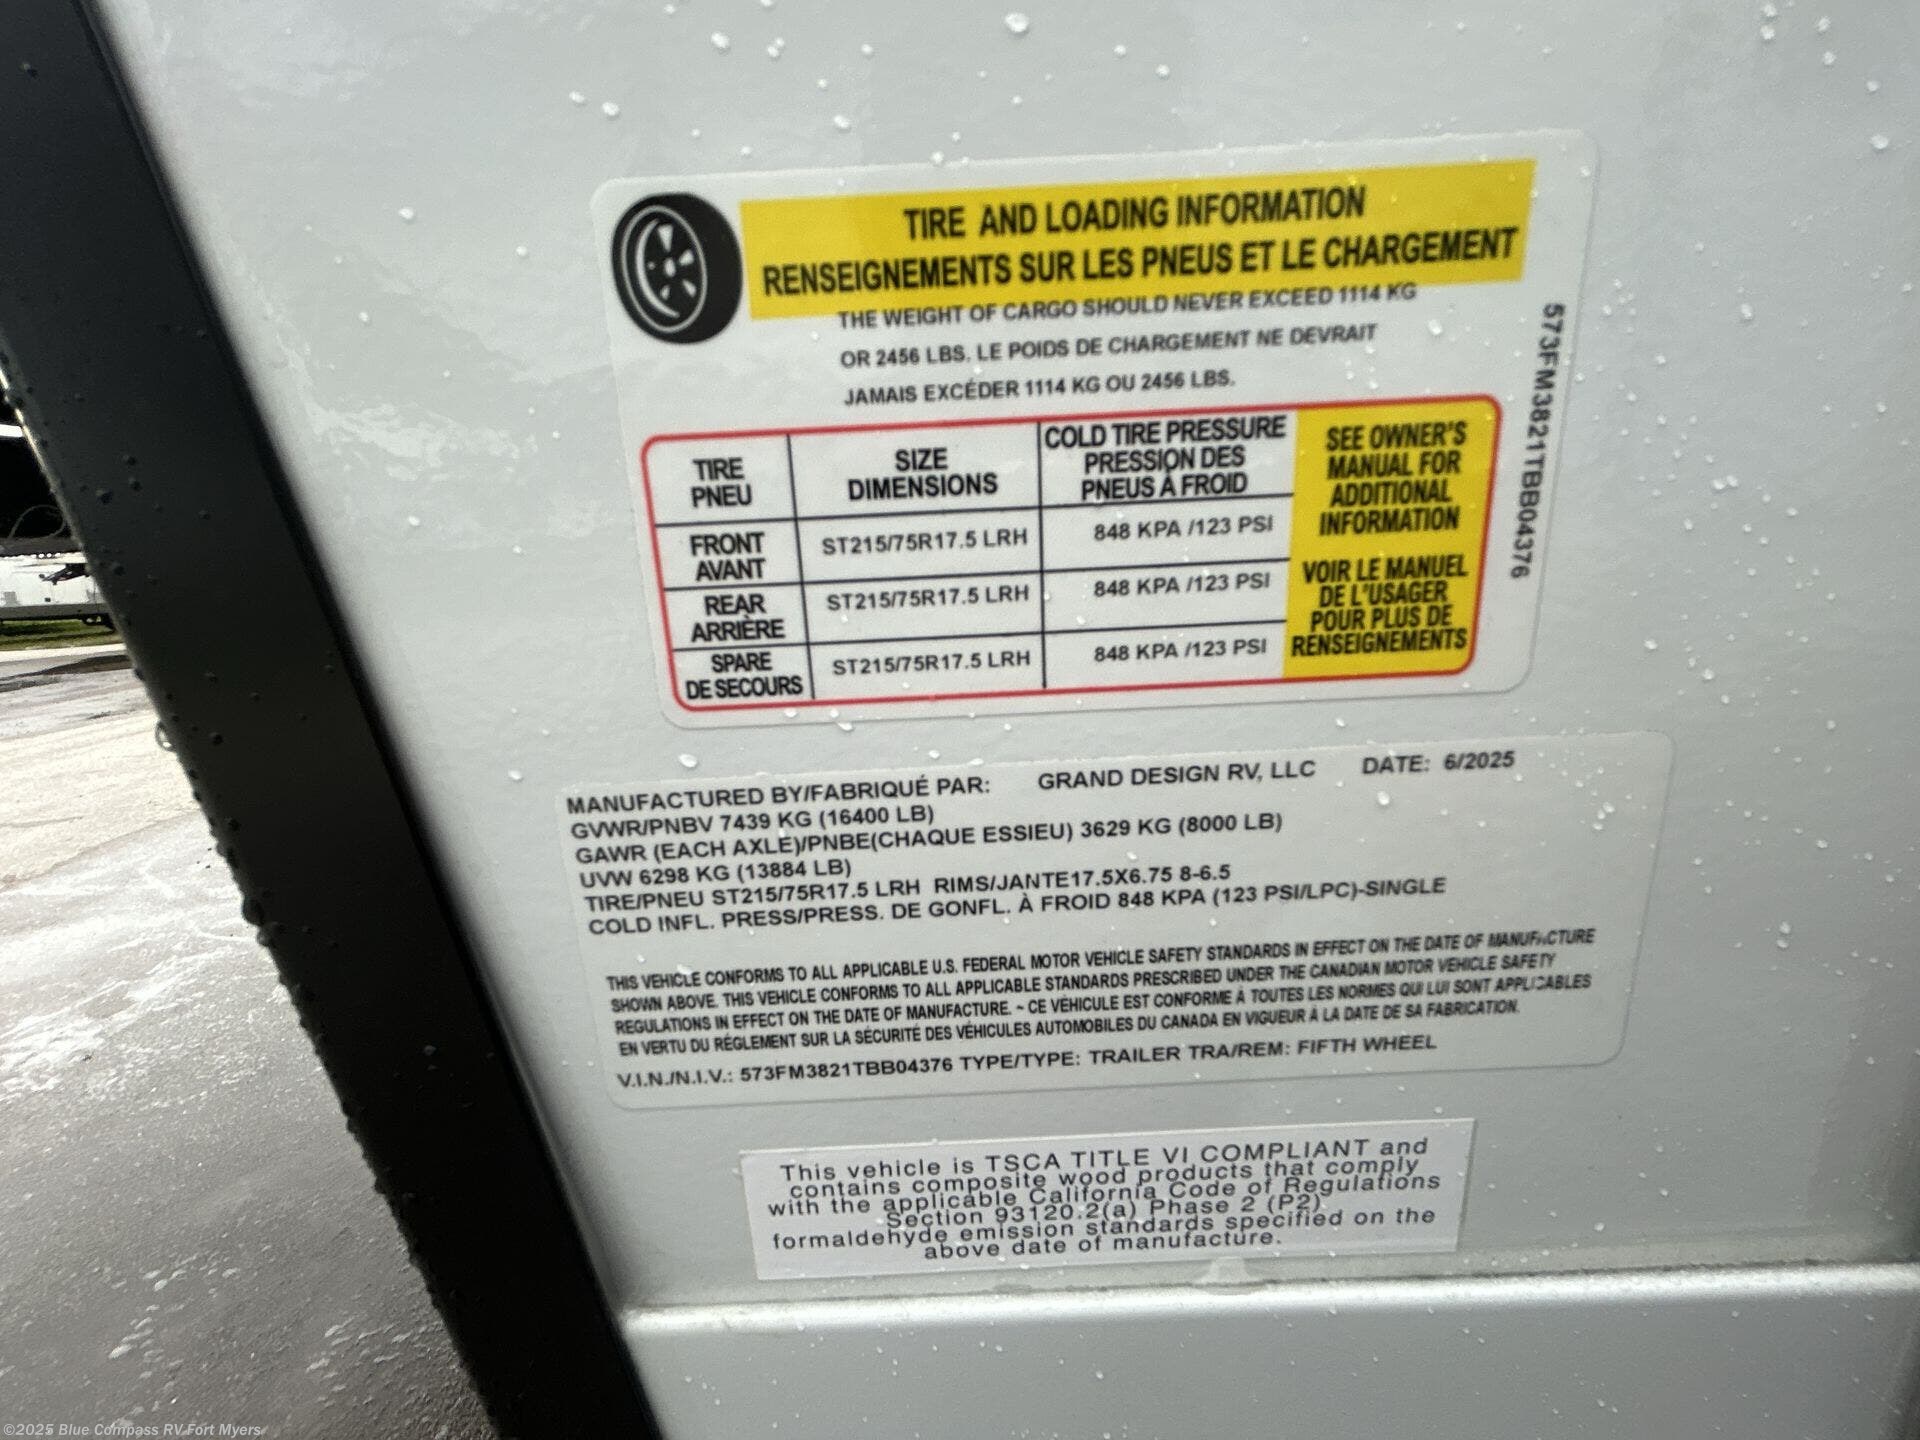 TIRE AND LOADING INFORMATION
RENSEIGNEMENTS SUR LES PNEUS ET LE CHARGEMENT
THE WEIGHT OF CARGO SHOULD NEVER EXCEED 1114 KG
OR 2456 LBS. LE POIDS DE CHARGEMENT NE DEVRAIT
JAMAIS EXCÉDER 1114 KG OU 2456 LBS.
TIRE
PNEU
SIZE
DIMENSIONS
COLD TIRE PRESSURE
PRESSION DES
PNEUS À FROID
FRONT
AVANT
ST215/75R17.5 LRH
848 KPA /123 PSI
REAR
ARRIÈRE
ST215/75R17.5 LRH
848 KPA /123 PSI
SPARE
DE SECOURS
ST215/75R17.5 LRH
848 KPA /123 PSI
SEE OWNER'S
MANUAL FOR
ADDITIONAL
INFORMATION
VOIR LE MANUEL
DE L'USAGER
POUR PLUS DE
RENSEIGNEMENTS
573FM3821TBB04376
MANUFACTURED BY/FABRIQUÉ PAR: GRAND DESIGN RV, LLC DATE: 6/2025
GVWR/PNBV 7439 KG (16400 LB)
GAWR (EACH AXLE)/PNBE(CHAQUE ESSIEU) 3629 KG (8000 LB)
UVW 6298 KG (13884 LB)
TIRE/PNEU ST215/75R17.5 LRH RIMS/JANTE17.5X6.75 8-6.5
COLD INFL. PRESS/PRESS. DE GONFL. À FROID 848 KPA (123 PSI/LPC)-SINGLE
THIS VEHICLE CONFORMS TO ALL APPLICABLE U.S. FEDERAL MOTOR VEHICLE SAFETY STANDARDS IN EFFECT ON THE DATE OF MANUFACTURE
SHOWN ABOVE. THIS VEHICLE CONFORMS TO ALL APPLICABLE STANDARDS PRESCRIBED UNDER THE CANADIAN MOTOR VEHICLE SAFETY
REGULATIONS IN EFFECT ON THE DATE OF MANUFACTURE. ~ CE VÉHICULE EST CONFORME À TOUTES LES NORMES QUI LUI SONT APPLICABLES
EN VERTU DU RÉGLEMENT SUR LA SÉCURITÉ DES VÉHICULES AUTOMOBILES DU CANADA EN VIGUEUR À LA DATE DE SA FABRICATION.
V.I.N./N.I.V.: 573FM3821TBB04376 TYPE/TYPE: TRAILER TRA/REM: FIFTH WHEEL
This vehicle is TSCA TITLE VI COMPLIANT and
contains composite wood products that comply
with the applicable California Code of Regulations
Section 93120.2(a) Phase 2 (P2)
formaldehyde emission standards specified on the
above date of manufacture.
©2025 Blue Compass RV Fort Myers